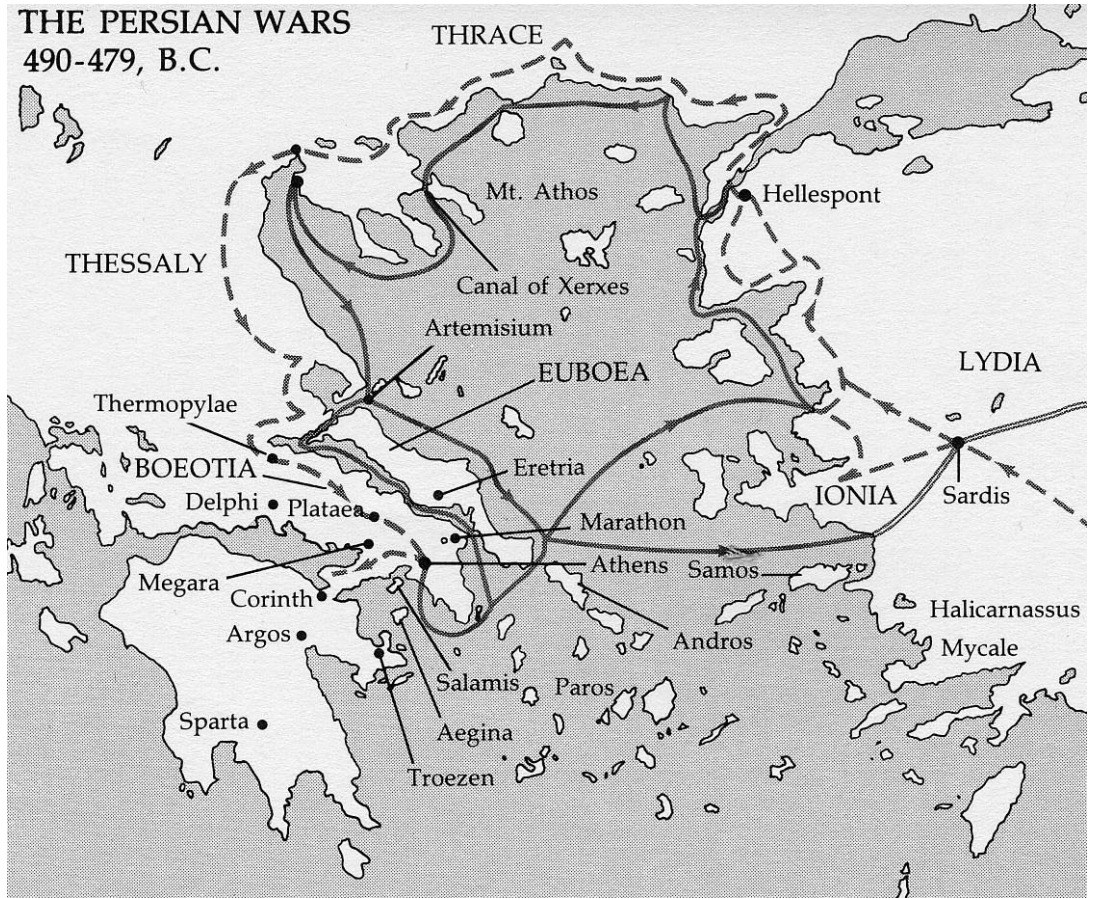 THE PERSIAN WARS
490-479, B.C.
THRACE
Mt. Athos
Hellespont
THESSALY
Canal of Xerxes
Artemisium
LYDIA
EUBOEA
Thermopylae
BOEOTIA
Eretria
IONIA
Sardis
Delphi
Plataea
Marathon
Athens
Samos
Megara
Corinth
Halicarnassus
Argos
Andros
Mycale
Salamis
Paros
Sparta
Aegina
Troezen